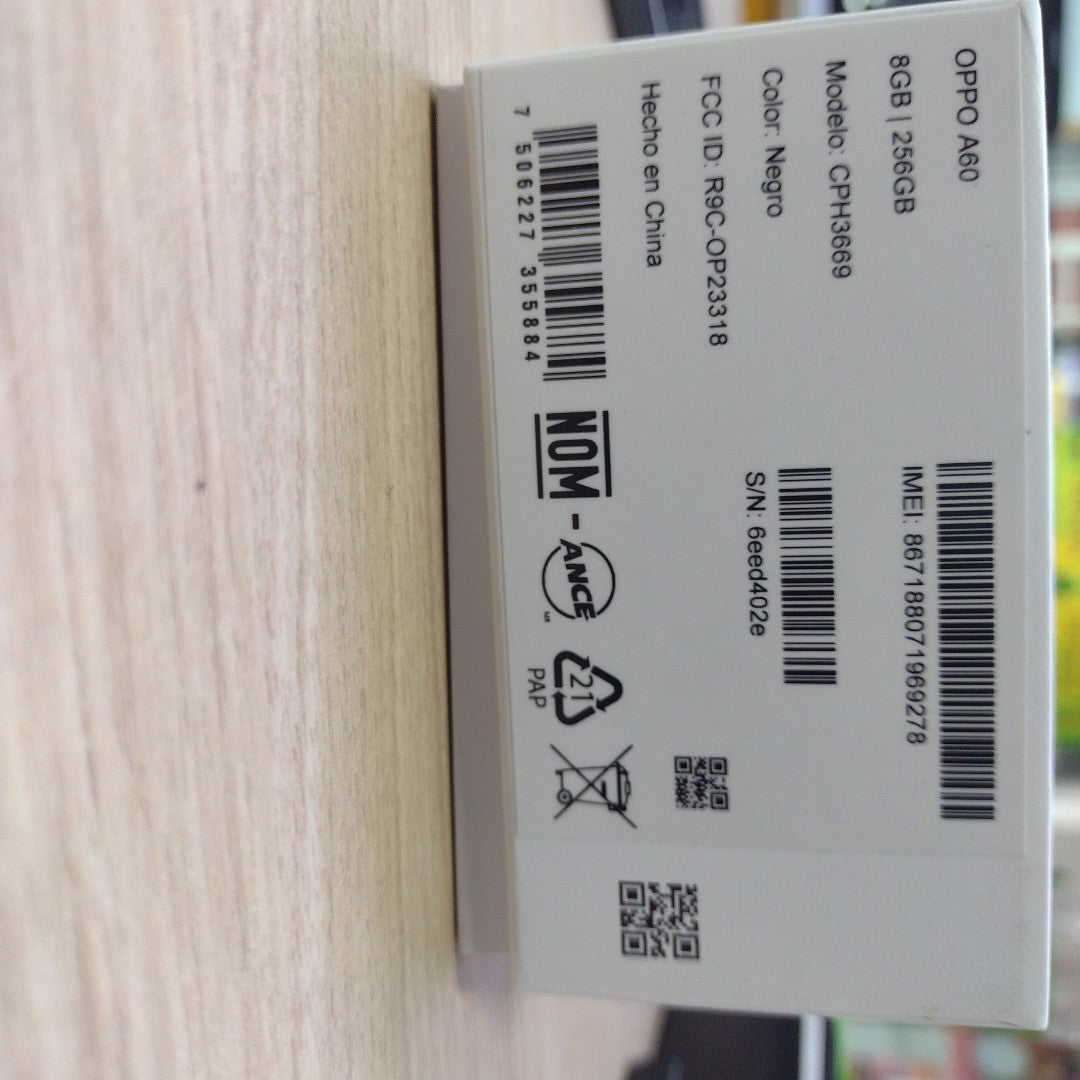 OPPO A60
8GB | 256GB
Modelo: CPH3669
Color: Negro
FCC ID: R9C-OP23318
Hecho en China
7 506227 355884
IMEI: 867188071969278
S/N: 6eed402e
NOM - ANCE
21
PAP